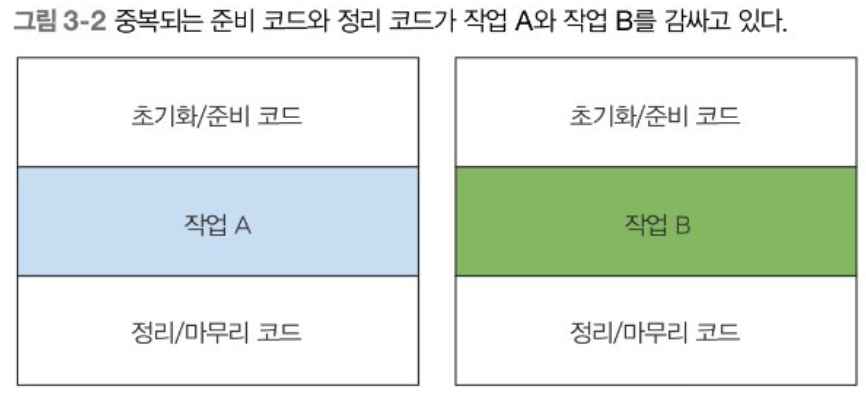 그림 3-2 중복되는 준비 코드와 정리 코드가 작업 A와 작업 B를 감싸고 있다.
초기화/준비 코드
작업 A
정리/마무리 코드
초기화/준비 코드
작업 B
정리/마무리 코드